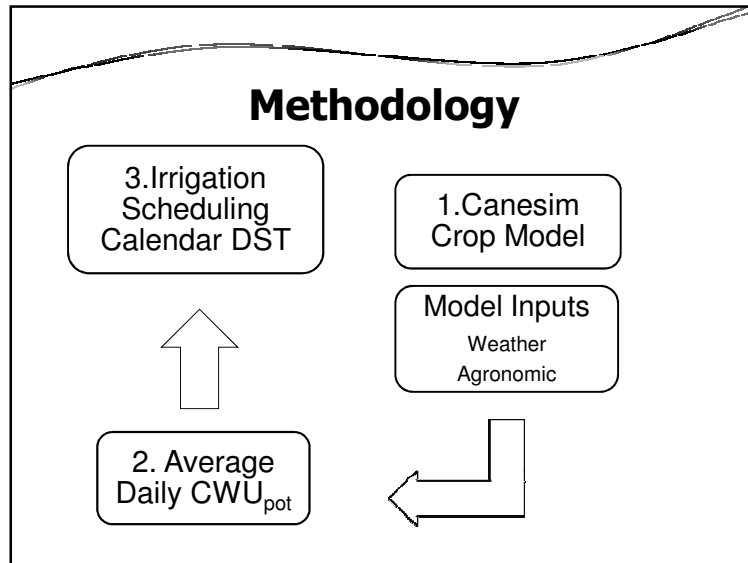 Methodology
3.Irrigation
Scheduling
Calendar DST
1.Canesim
Crop Model
Model Inputs
Weather
Agronomic
2. Average
Daily CWUpot